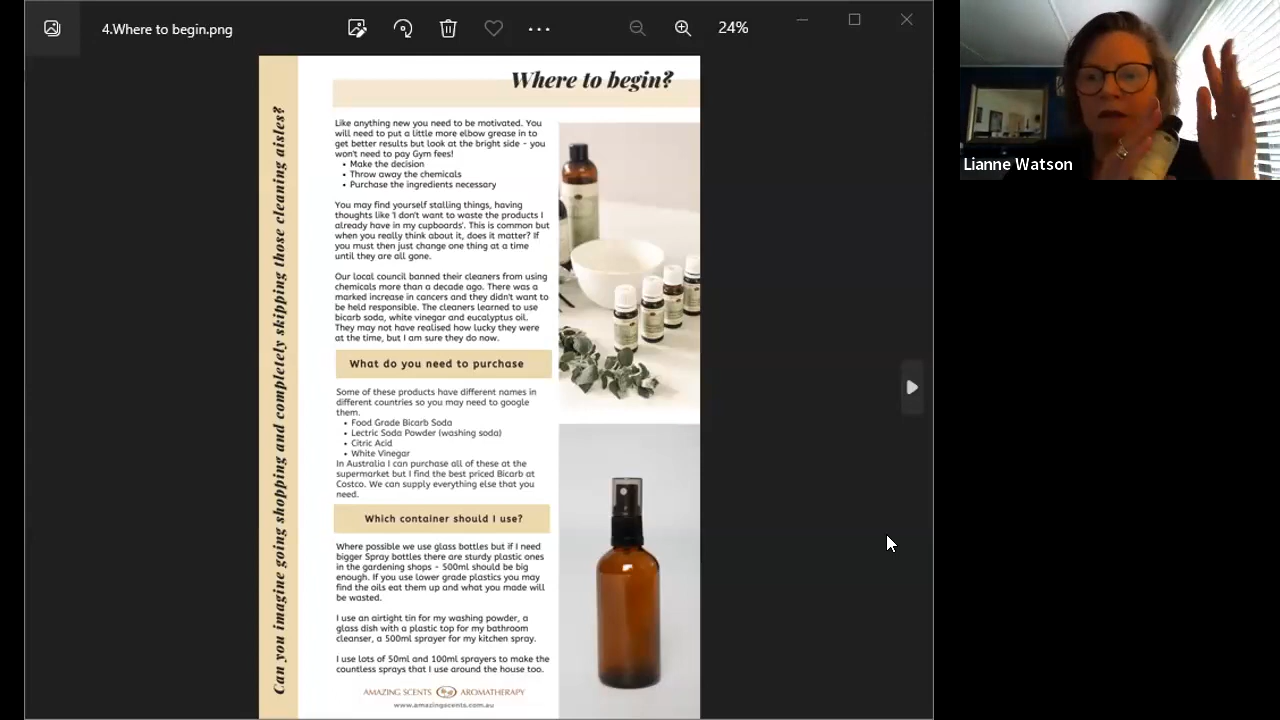 4.Where to begin.png
24%
Lianne Watson
Can you imagine going shopping and completely skipping those cleaning aisles?
Where to begin?
Like anything new you need to be motivated. You
will need to put a little more elbow grease in to
get better results but look at the bright side - you
won't need to pay Gym fees!
• Make the decision
• Throw away the chemicals
• Purchase the ingredients necessary
You may find yourself stalling things, having
thoughts like 'I don't want to waste the products I
already have in my cupboards'. This is common but
when you really think about it, does it matter? If
you must then just change one thing at a time
until they are all gone.
Our local council banned their cleaners from using
chemicals more than a decade ago. There was a
marked increase in cancers and they didn't want to
be held responsible. The cleaners learned to use
bicarb soda, white vinegar and eucalyptus oil.
They may not have realised how lucky they were
at the time, but I am sure they do now.
What do you need to purchase
Some of these products have different names in
different countries so you may need to google
them.
• Food Grade Bicarb Soda
• Lectric Soda Powder (washing soda)
• Citric Acid
• White Vinegar
In Australia I can purchase all of these at the
supermarket but I find the best priced Bicarb at
Costco. We can supply everything else that you
need.
Which container should I use?
Where possible we use glass bottles but if I need
bigger Spray bottles there are sturdy plastic ones
in the gardening shops - 500ml should be big
enough. If you use lower grade plastics you may
find the oils eat them up and what you made will
be wasted.
I use an airtight tin for my washing powder, a
glass dish with a plastic top for my bathroom
cleanser, a 500ml sprayer for my kitchen spray.
I use lots of 50ml and 100ml sprayers to make the
countless sprays that I use around the house too.
AMAZING SCENTS AROMATHERAPY
www.amazingscents.com.au